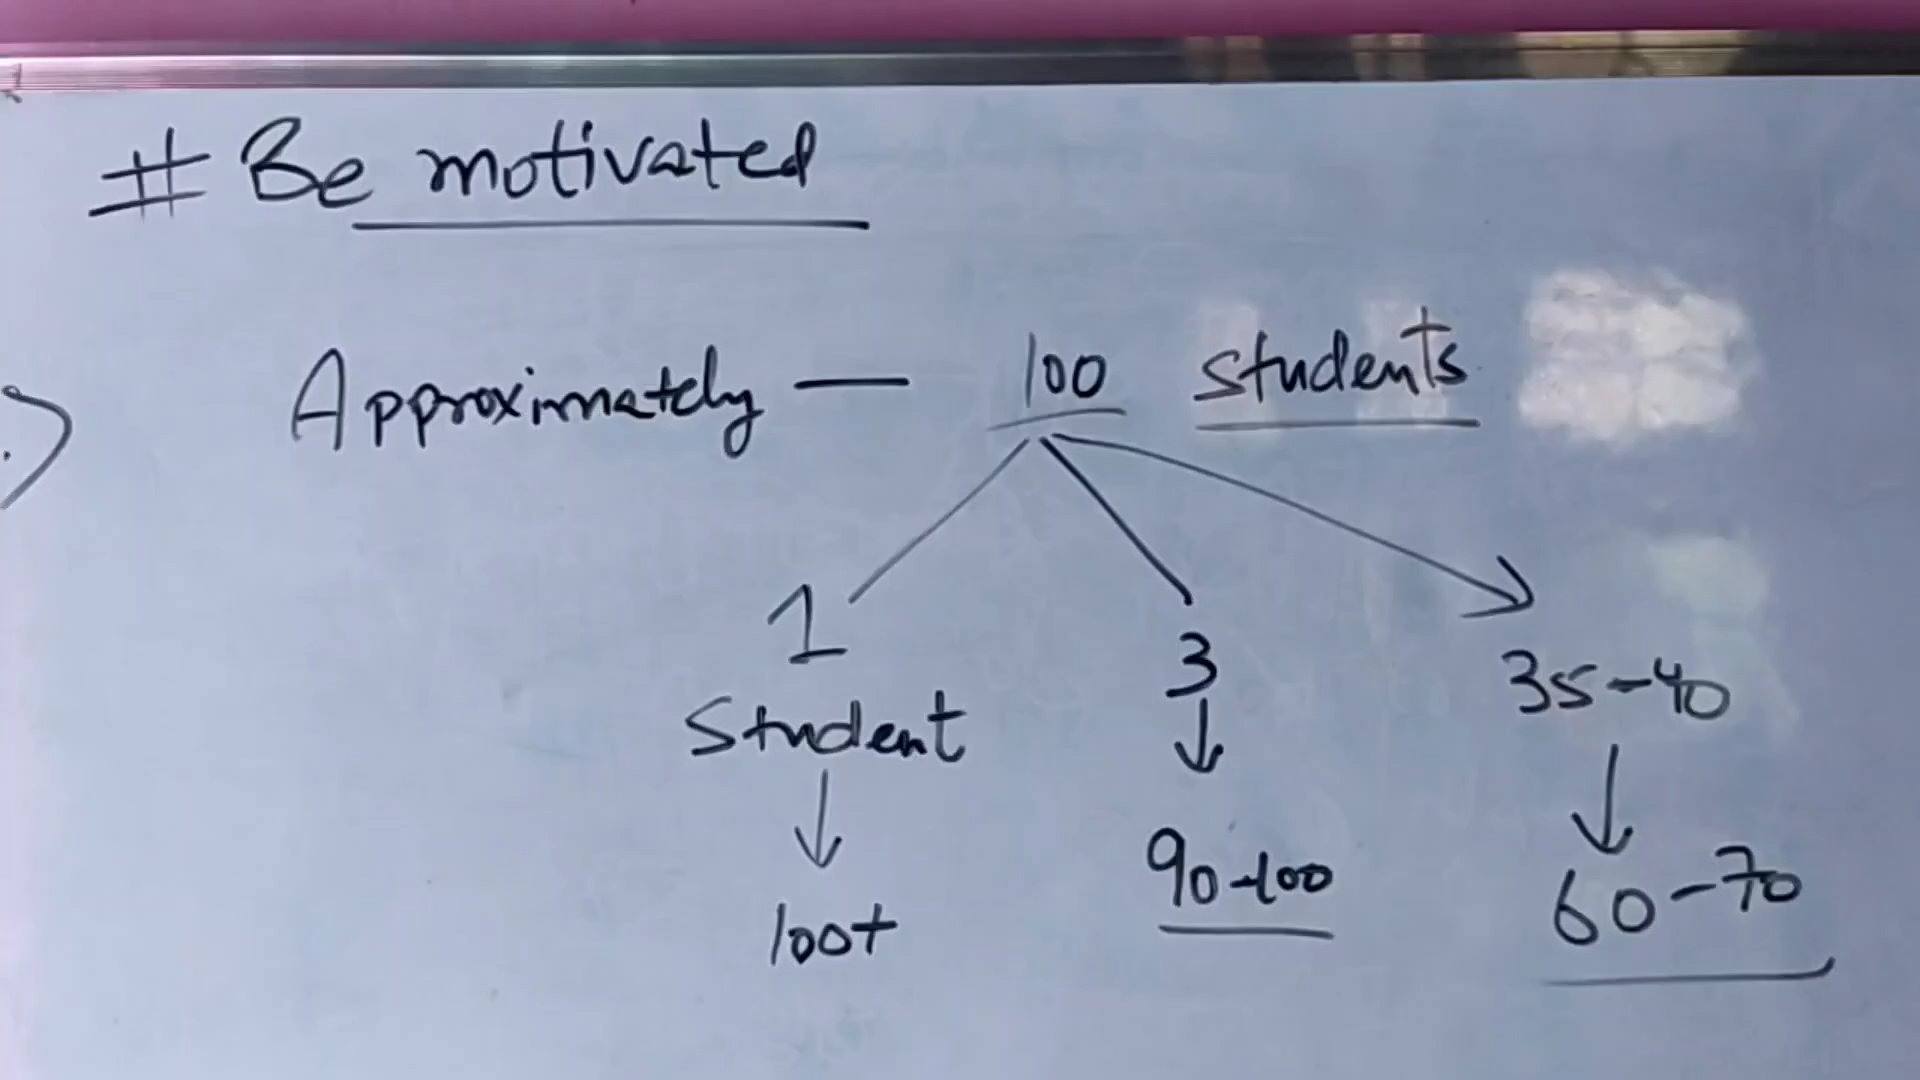 # Be motivated
Approximately — 100 students
1 3 35-40
Student
100+ 90-100 60-70